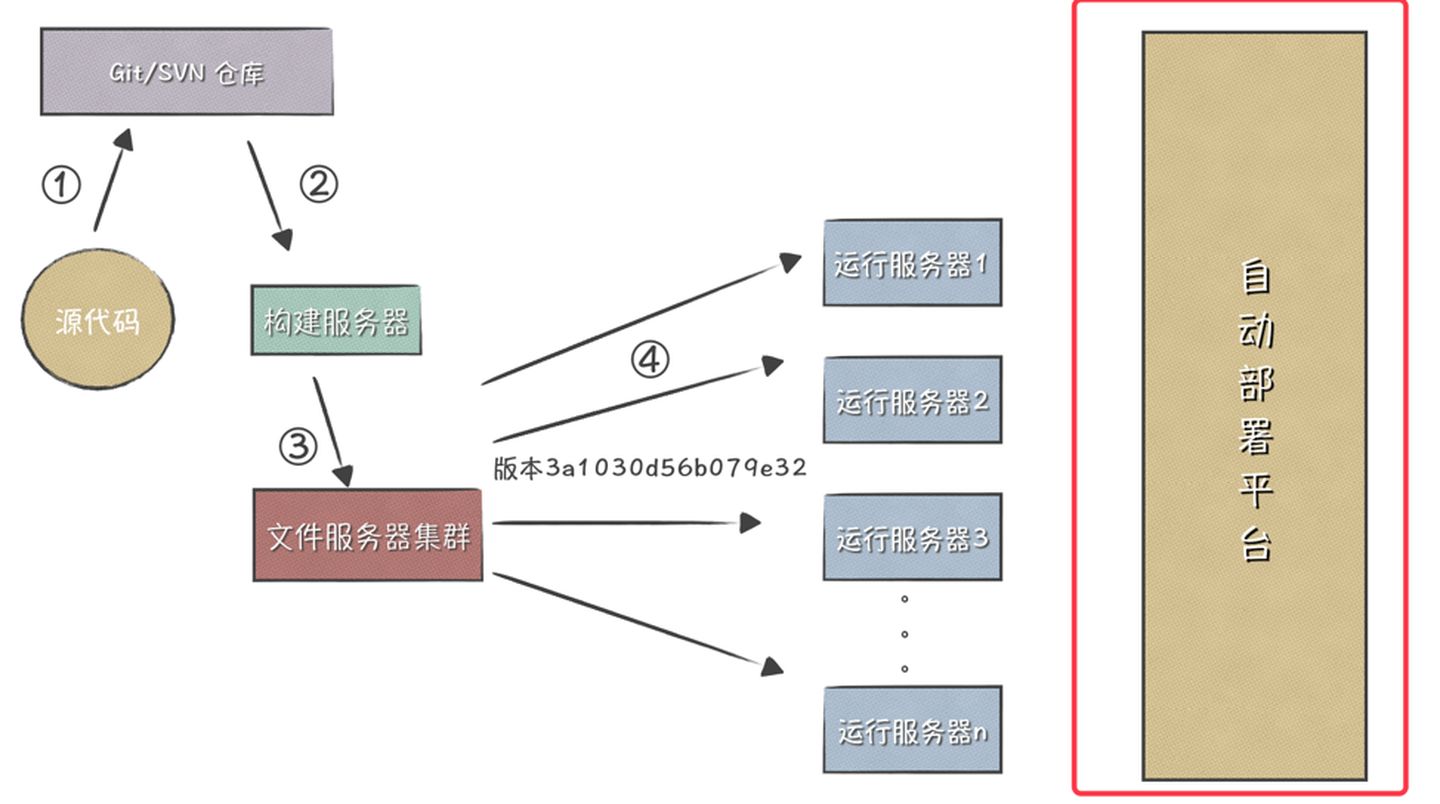 Git/SVN 仓库
①
②
源代码
构建服务器
③
文件服务器集群
④
版本3a1030d56b079e32
运行服务器1
运行服务器2
运行服务器3
运行服务器n
自动部署平台